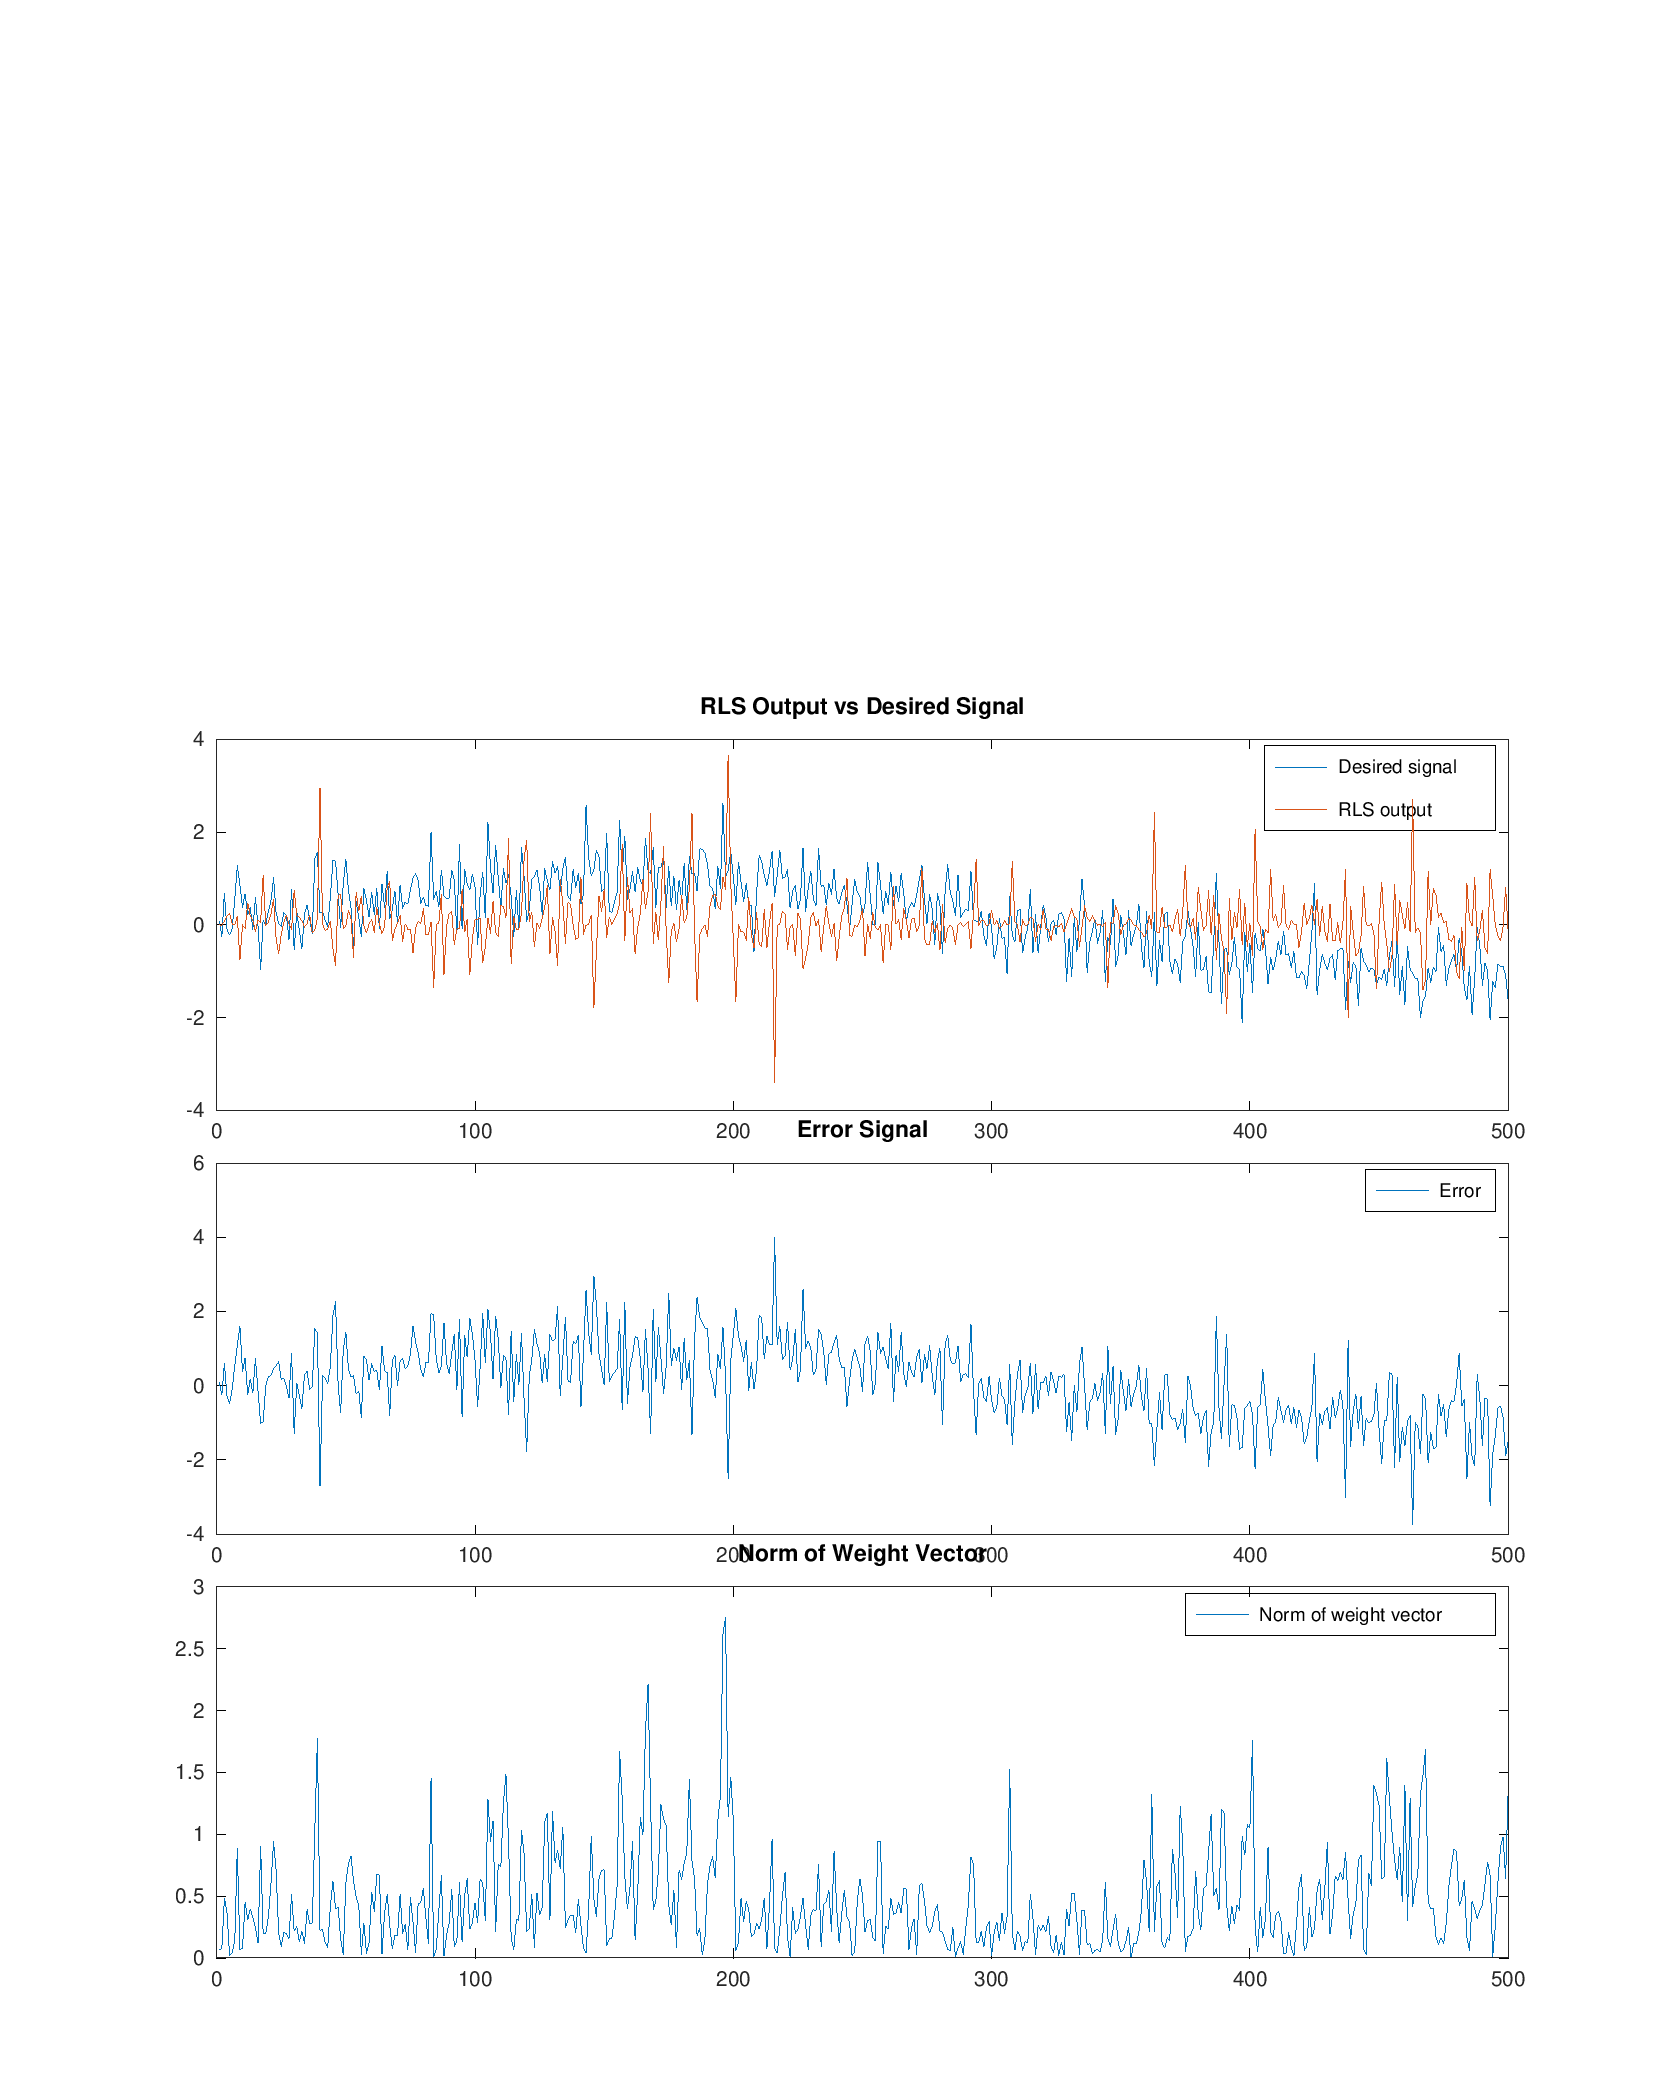 RLS Output vs Desired Signal
4
2
0
-2
-4
Desired signal
RLS output
0 100 200 300 400 500
Error Signal
6
4
2
0
-2
-4
Error
0 100 200 300 400 500
Norm of Weight Vector
3
2.5
2
1.5
1
0.5
0
Norm of weight vector
0 100 200 300 400 500